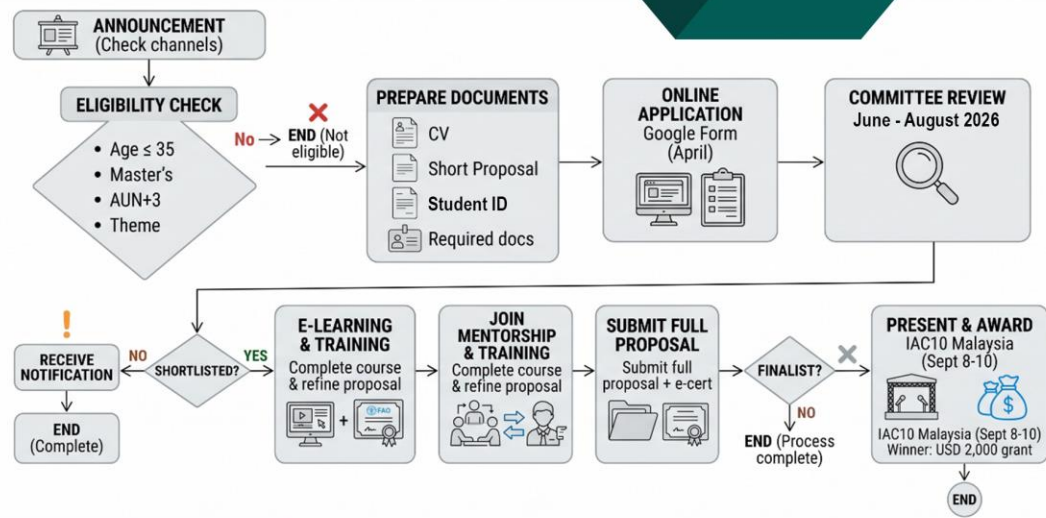 ANNOUNCEMENT
(Check channels)
ELIGIBILITY CHECK
• Age ≤ 35
• Master's
• AUN+3
• Theme
No
END (Not
eligible)
PREPARE DOCUMENTS
CV
Short Proposal
Student ID
Required docs
ONLINE
APPLICATION
Google Form
(April)
COMMITTEE REVIEW
June - August 2026
SHORTLISTED?
NO
RECEIVE
NOTIFICATION
END
(Complete)
YES
E-LEARNING
& TRAINING
Complete course
& refine proposal
FAO
JOIN
MENTORSHIP
& TRAINING
Complete course
& refine proposal
SUBMIT FULL
PROPOSAL
Submit full
proposal + e-cert
FINALIST?
NO
END (Process
complete)
PRESENT & AWARD
IAC10 Malaysia
(Sept 8-10)
IAC10 Malaysia (Sept 8-10)
Winner: USD 2,000 grant
END